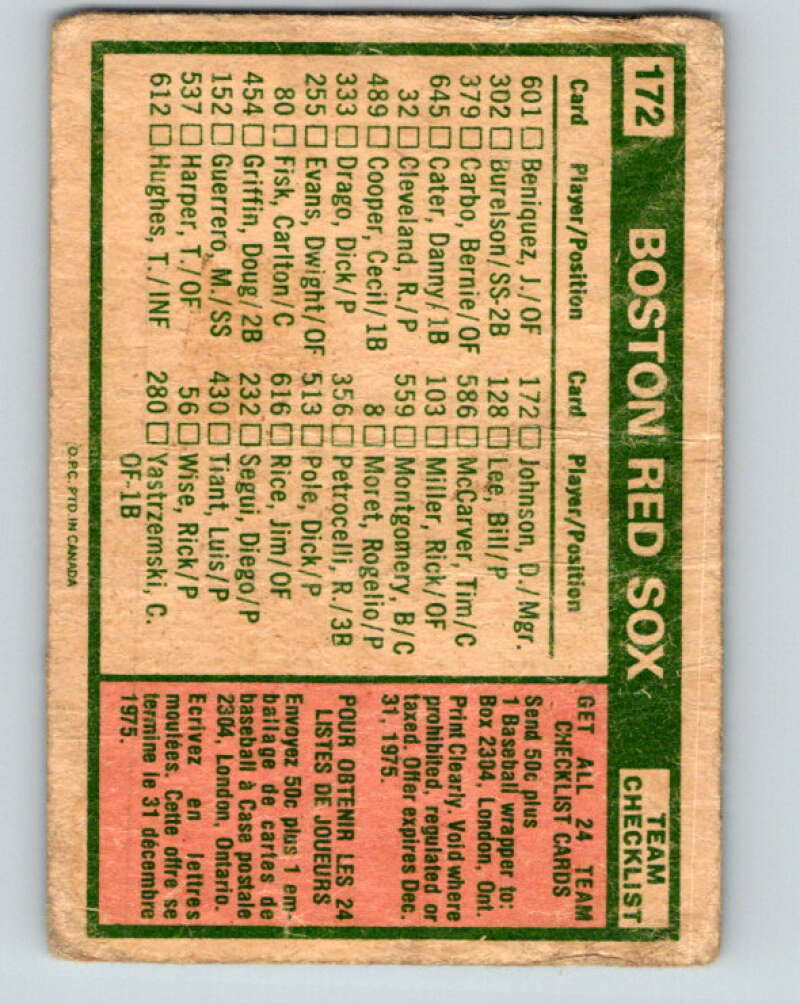 172 BOSTON RED SOX TEAM CHECKLIST
Card Player/Position Card Player/Position
601 Beniquez, J./OF 172 Johnson, D./Mgr.
302 Burelson/SS-2B 128 Lee, Bill/P
379 Carbo, Bernie/OF 586 McCarver, Tim/C
645 Cater, Danny/1B 103 Miller, Rick/OF
32 Cleveland, R./P 559 Montgomery, B/C
489 Cooper, Cecil/1B 8 Moret, Rogelio/P
333 Drago, Dick/P 356 Petrocelli, R./3B
255 Evans, Dwight/OF 513 Pole, Dick/P
80 Fisk, Carlton/C 616 Rice, Jim/OF
454 Griffin, Doug/2B 232 Segui, Diego/P
152 Guerrero, M./SS 430 Tiant, Luis/P
537 Harper, T./OF 56 Wise, Rick/P
612 Hughes, T./INF 280 Yastrzemski, C.
OF-1B
GET ALL 24 TEAM
CHECKLIST CARDS
Send 50c plus
1 Baseball wrapper to:
Box 2304, London, Ont.
Print Clearly. Void where
prohibited, regulated or
taxed. Offer expires Dec.
31, 1975.
POUR OBTENIR LES 24
LISTES DE JOUEURS
Envoyez 50c plus 1 em-
ballage de cartes de
baseball à Case postale
2304, London, Ontario.
Ecrivez en lettres
moulées. Cette offre se
termine le 31 décembre
1975.
O.P.C. PTD. IN CANADA